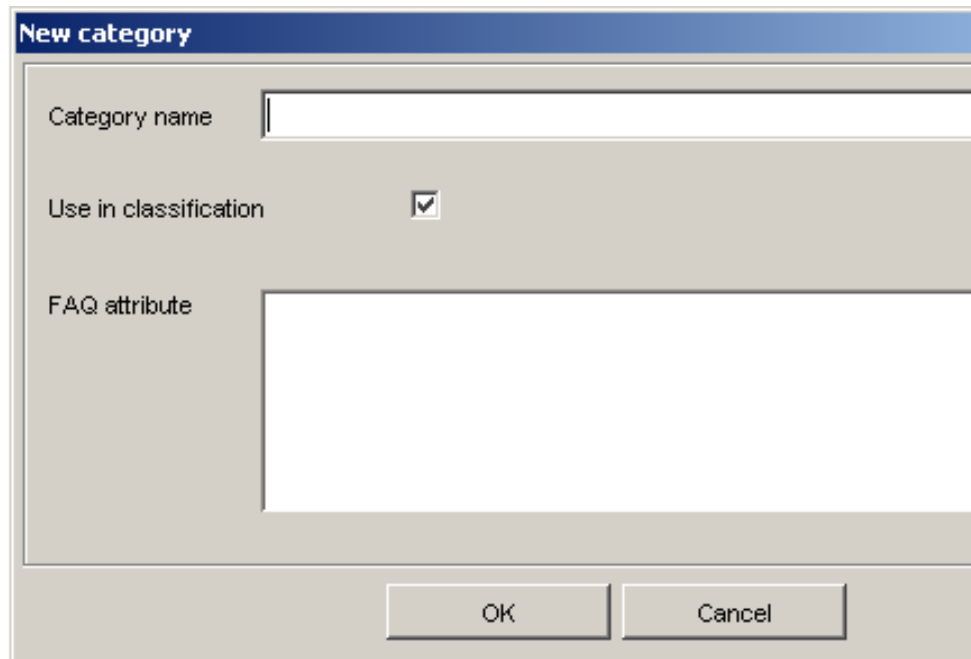 New category
Category name
Use in classification
FAQ attribute
OK
Cancel